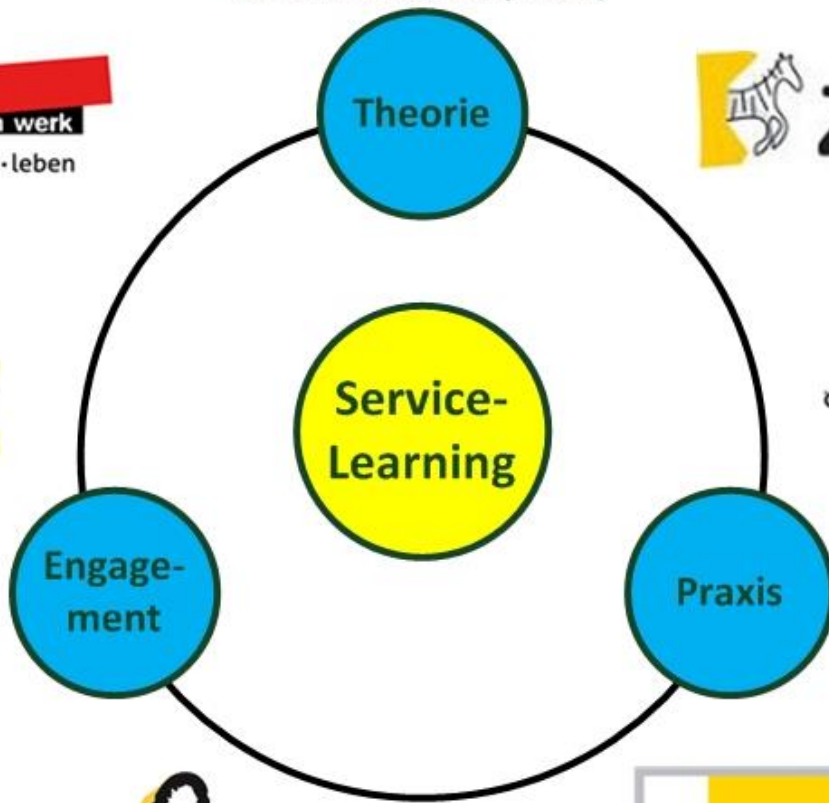 Theorie
werk
·leben
Service-
Learning
Engage-
ment
Praxis